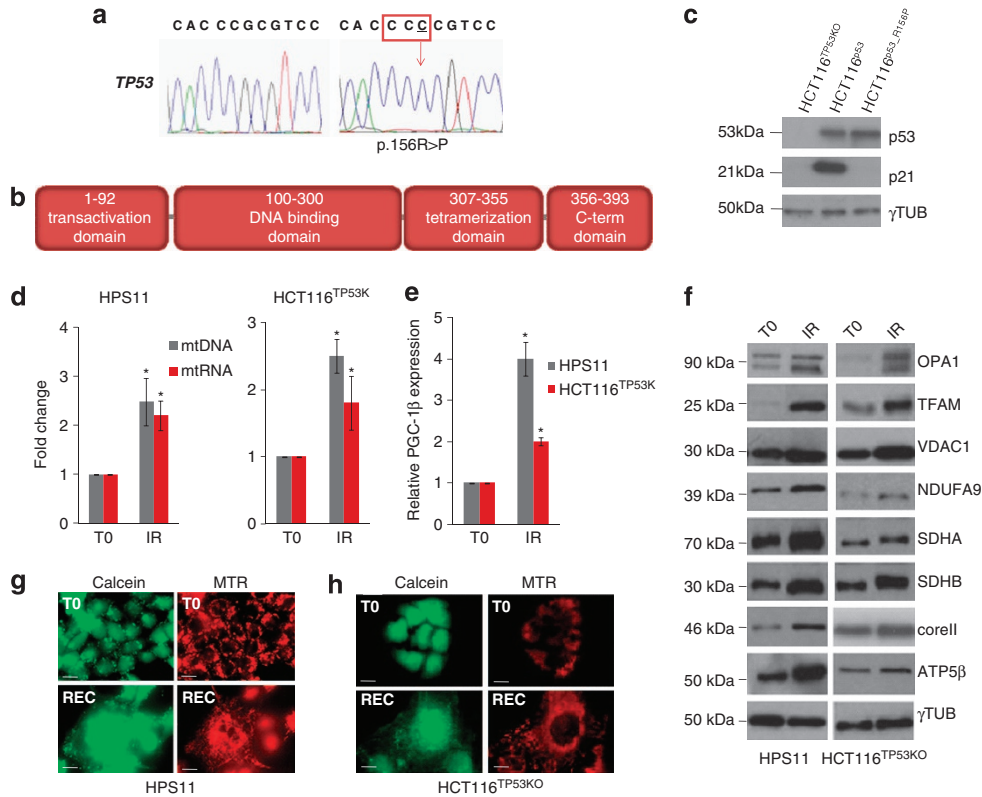 a
CAC CCGCGTCC
CAC CCC CGTCC
TP53
p.156R>P
b
1-92
transactivation
domain
100-300
DNA binding
domain
307-355
tetramerization
domain
356-393
C-term
domain
c
HCT116TP53KO
HCT116p53
HCT116p53_R156P
53kDa
p53
21kDa
p21
50kDa
γTUB
d
HPS11
Fold change
4
3
2
1
0
T0 IR
mtDNA
mtRNA
* *
HCT116TP53K
3
2
1
0
T0 IR
* *
e
Relative PGC-1β expression
5
4
3
2
1
0
T0 IR
* *
HPS11
HCT116TP53K
f
T0 IR T0 IR
90 kDa OPA1
25 kDa TFAM
30 kDa VDAC1
39 kDa NDUFA9
70 kDa SDHA
30 kDa SDHB
46 kDa coreII
50 kDa ATP5β
50 kDa γTUB
HPS11 HCT116TP53KO
g
Calcein MTR
T0 T0
REC REC
HPS11
h
Calcein MTR
T0
REC REC
HCT116TP53KO